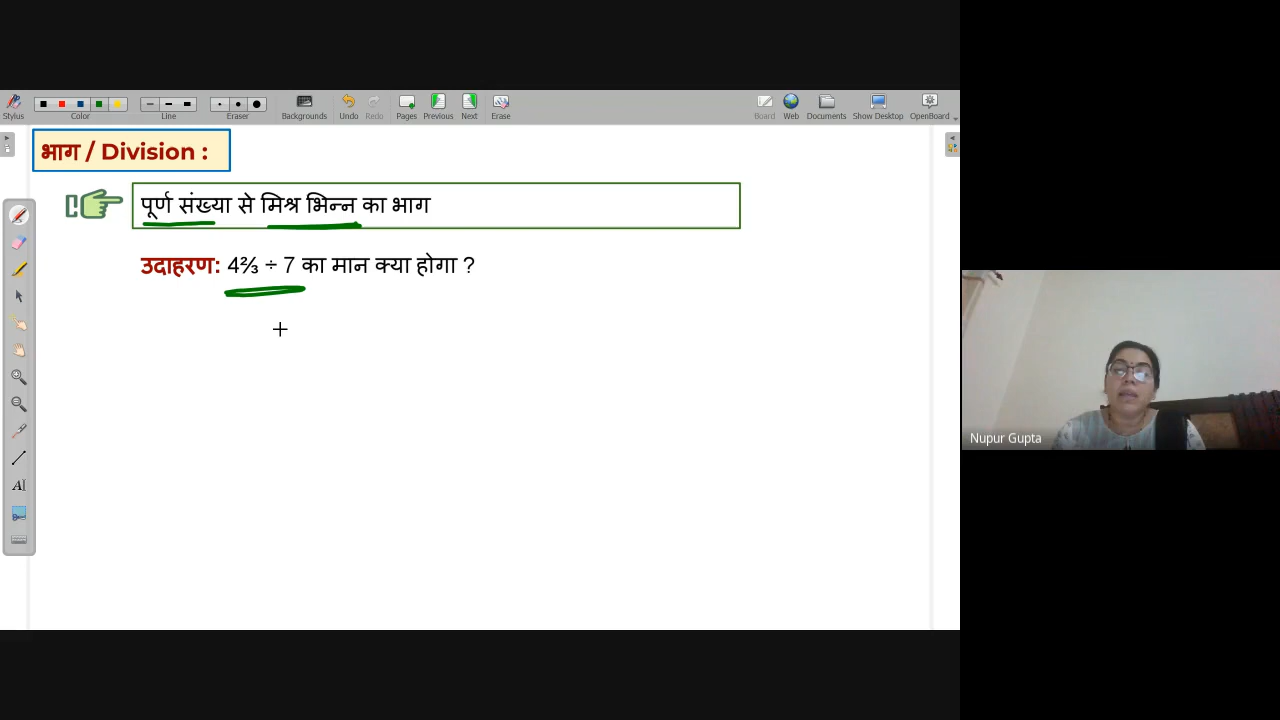 Stylus
Color
Line
Eraser
Backgrounds
Undo
Redo
Pages
Previous
Next
Erase
Board
Web
Documents
Show Desktop
OpenBoard
भाग / Division :
पूर्ण संख्या से मिश्र भिन्न का भाग
उदाहरण: 4⅔ ÷ 7 का मान क्या होगा ?
Nupur Gupta